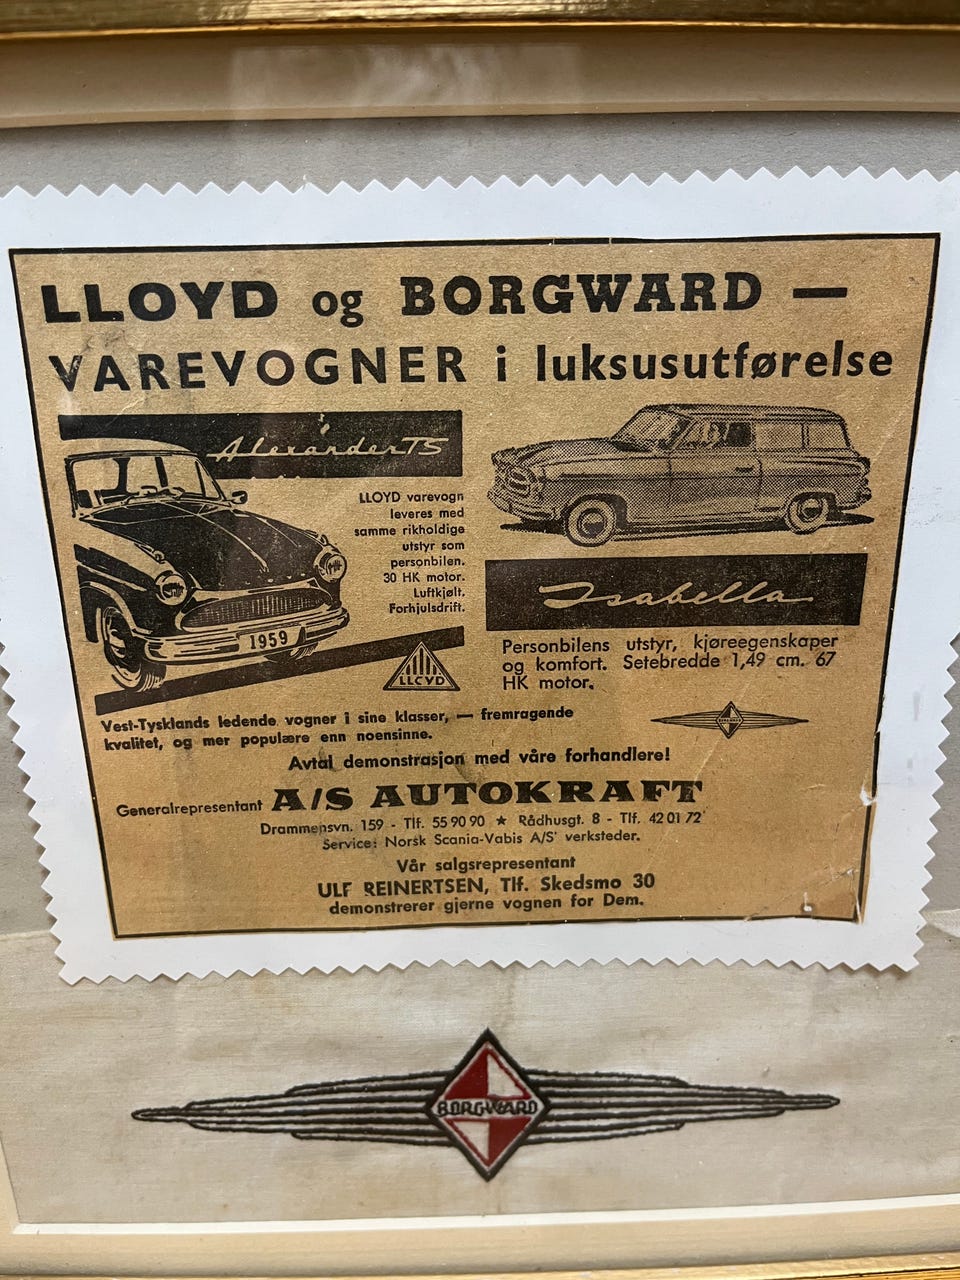 LLOYD og BORGWARD —
VAREVOGNER i luksusutførelse
Alexander TS
LLOYD varevogn
leveres med
samme rikholdige
utstyr som
personbilen.
30 HK motor.
Luftkjølt.
Forhjulsdrift.
1959
LLOYD
Isabella
Personbilens utstyr, kjøreegenskaper
og komfort. Setebredde 1,49 cm. 67
HK motor.
BORGWARD
Vest-Tysklands ledende vogner i sine klasser, — fremragende
kvalitet, og mer populære enn noensinne.
Avtal demonstrasjon med våre forhandlere!
Generalrepresentant A/S AUTOKRAFT
Drammensvn. 159 - Tlf. 55 90 90 ★ Rådhusgt. 8 - Tlf. 42 01 72
Service: Norsk Scania-Vabis A/S' verksteder.
Vår salgsrepresentant
ULF REINERTSEN, Tlf. Skedsmo 30
demonstrerer gjerne vognen for Dem.
BORGWARD